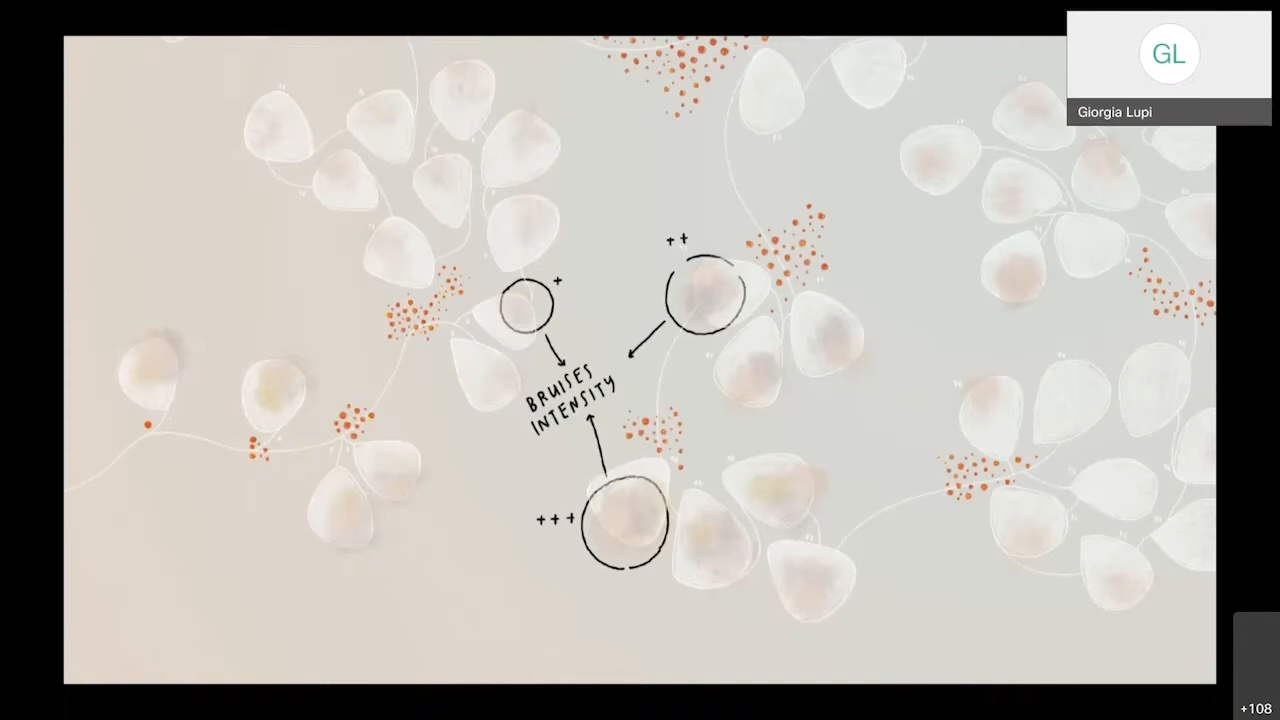 GL
Giorgia Lupi
++
+
BRUISES
INTENSITY
+++
+108